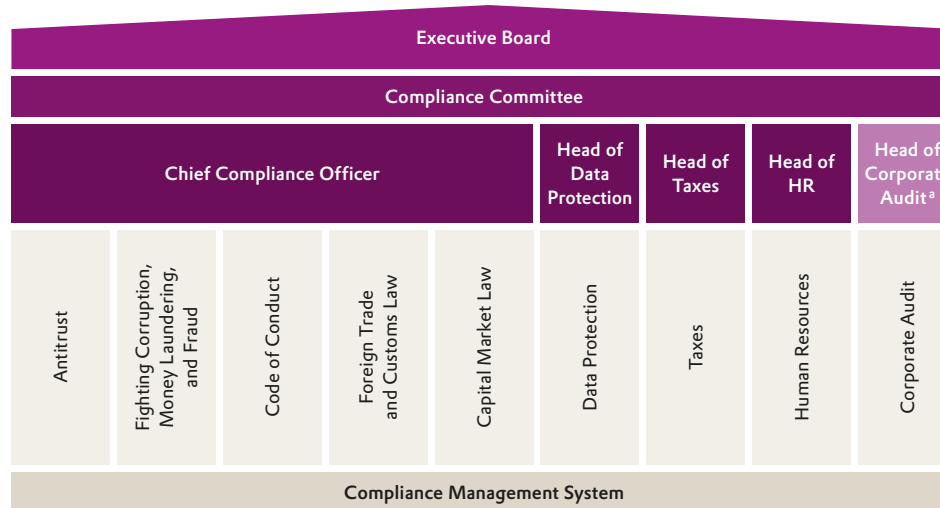 Executive Board
Compliance Committee
Chief Compliance Officer
Head of
Data
Protection
Head of
Taxes
Head of
HR
Head of
Corporat
Audit a
Antitrust
Fighting Corruption,
Money Laundering,
and Fraud
Code of Conduct
Foreign Trade
and Customs Law
Capital Market Law
Data Protection
Taxes
Human Resources
Corporate Audit
Compliance Management System